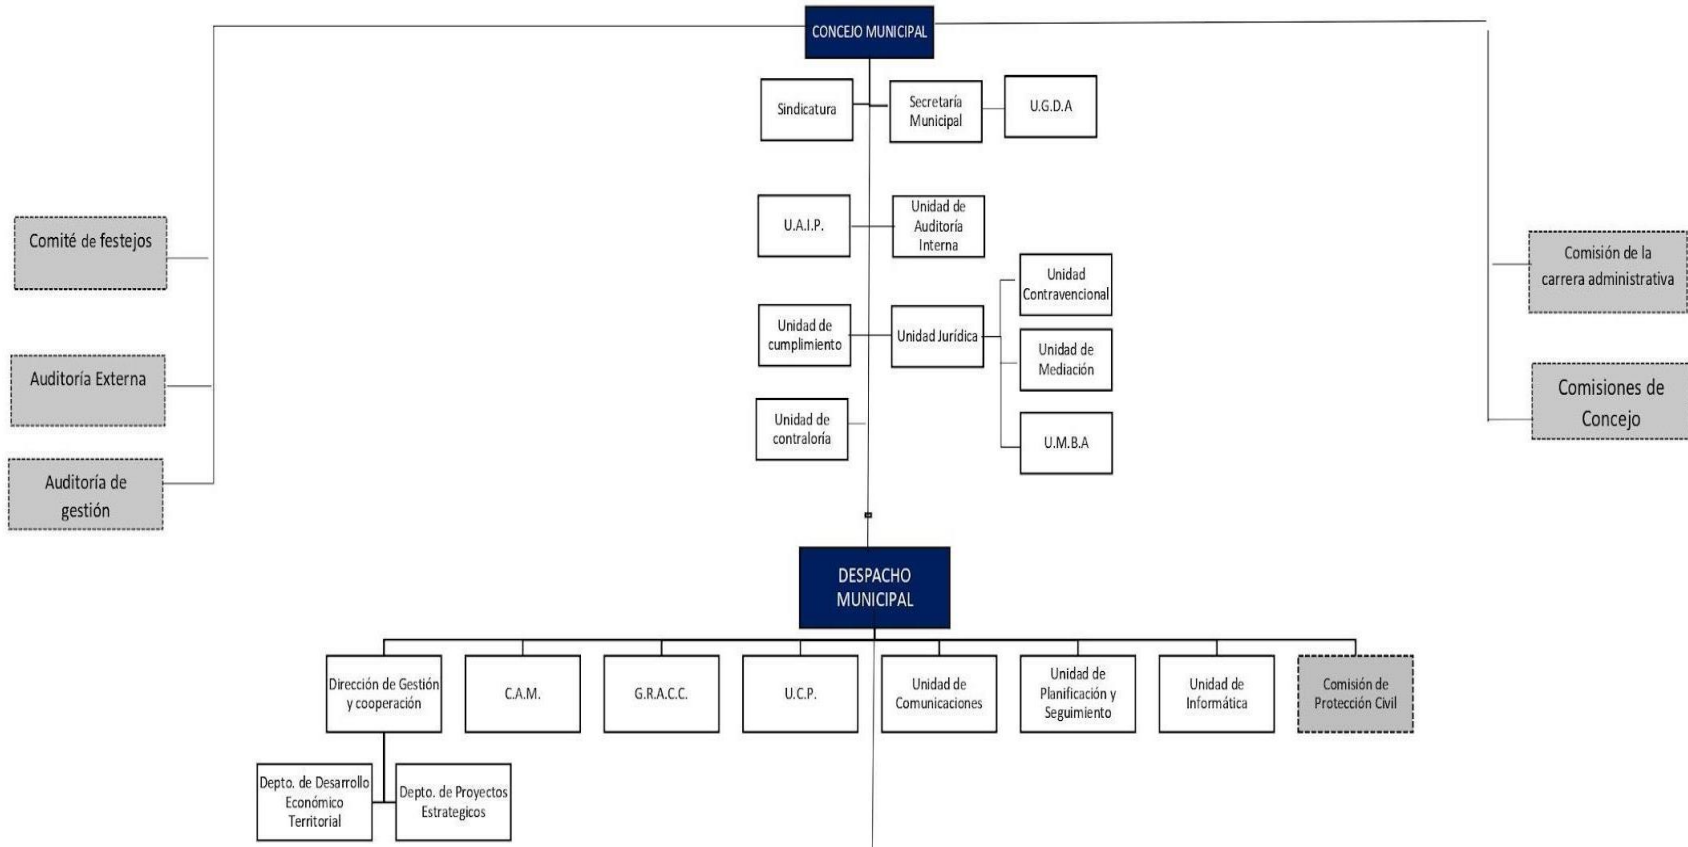 CONCEJO MUNICIPAL
Sindicatura
Secretaría
Municipal
U.G.D.A
U.A.I.P.
Unidad de
Auditoría
Interna
Comité de festejos
Comisión de la
carrera administrativa
Unidad
Contravencional
Unidad de
cumplimiento
Unidad Jurídica
Unidad de
Mediación
Auditoría Externa
Comisiones de
Concejo
Unidad de
contraloría
U.M.B.A
Auditoría de
gestión
DESPACHO
MUNICIPAL
Dirección de Gestión
y cooperación
C.A.M.
G.R.A.C.C.
U.C.P.
Unidad de
Comunicaciones
Unidad de
Planificación y
Seguimiento
Unidad de
Informática
Comisión de
Protección Civil
Depto. de Desarrollo
Económico
Territorial
Depto. de Proyectos
Estrategicos